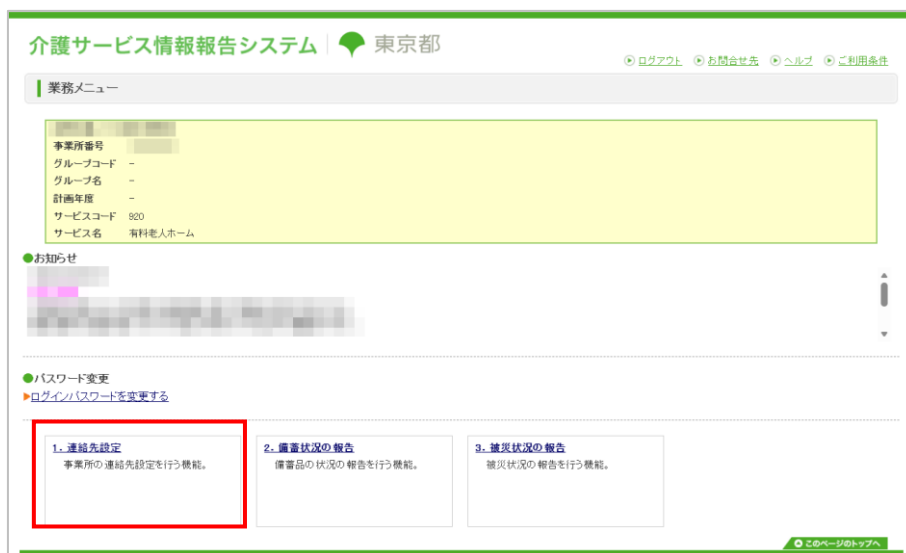 介護サービス情報報告システム 東京都
ログアウト お問合せ先 ヘルプ ご利用条件
業務メニュー
事業所番号
グループコード -
グループ名 -
計画年度 -
サービスコード 920
サービス名 有料老人ホーム
●お知らせ
●パスワード変更
▶ログインパスワードを変更する
1. 連絡先設定
事業所の連絡先設定を行う機能。
2. 備蓄状況の報告
備蓄品の状況の報告を行う機能。
3. 被災状況の報告
被災状況の報告を行う機能。
このページのトップへ